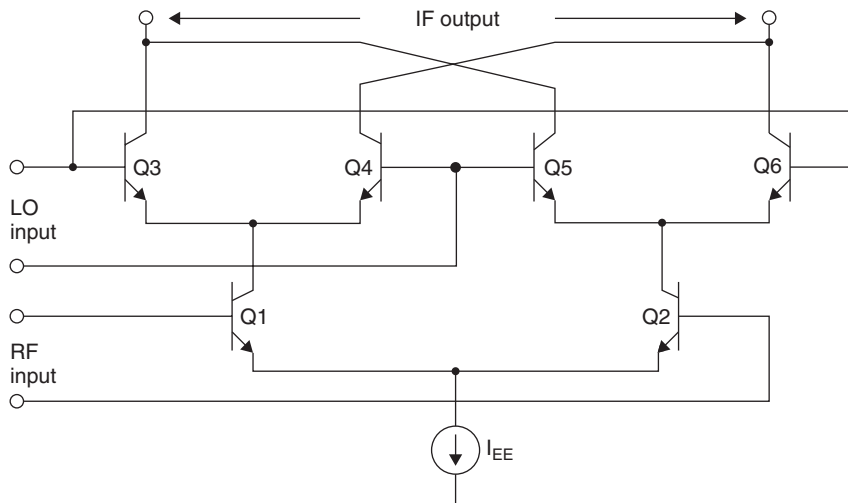 IF output
Q3
Q4
Q5
Q6
LO
input
Q1
Q2
RF
input
IEE